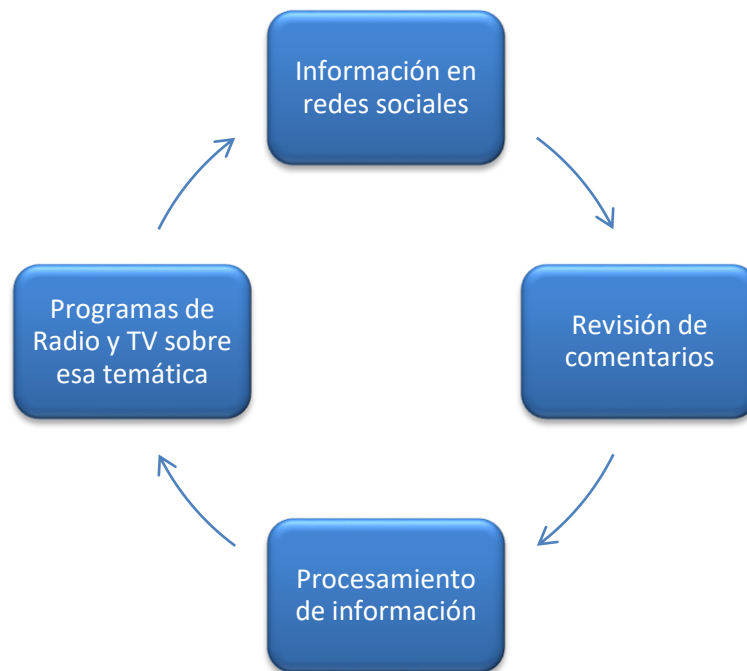 Información en
redes sociales
Revisión de
comentarios
Procesamiento
de información
Programas de
Radio y TV sobre
esa temática